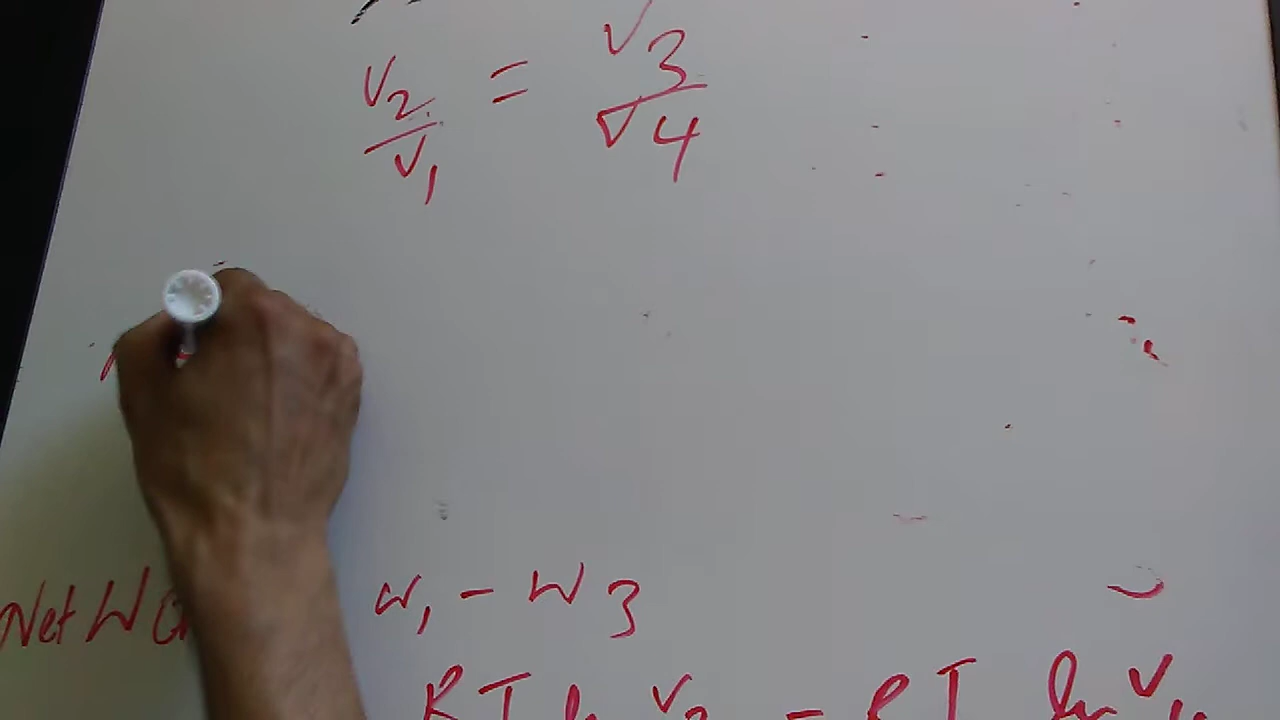 V2/V1 = V3/V4
Net W
W1 - W3
RT ln V2 - RT ln V